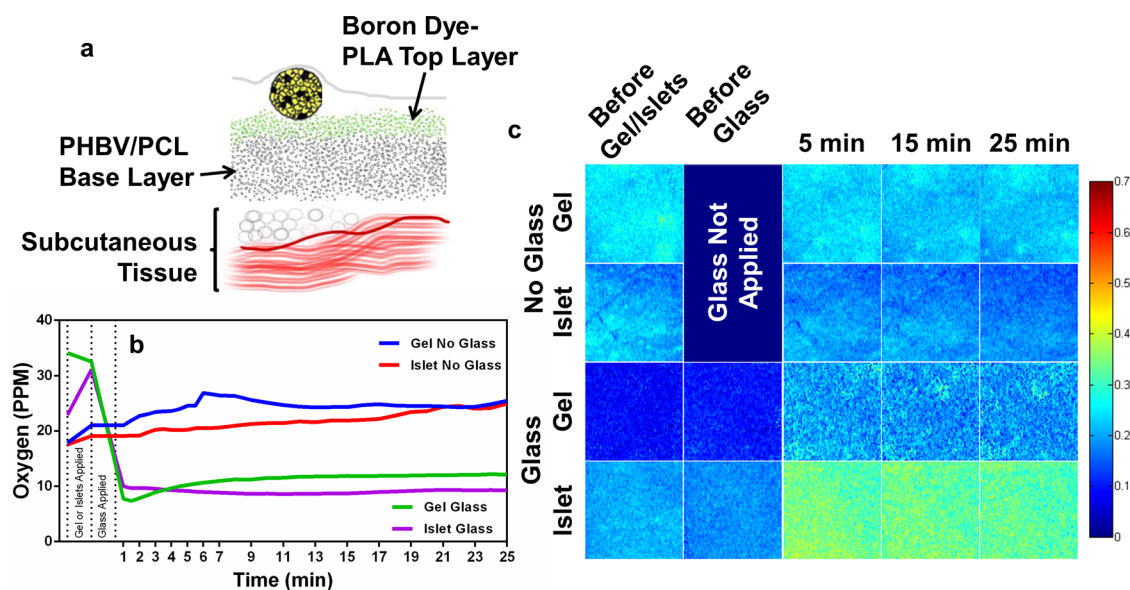 a
Boron Dye-
PLA Top Layer
PHBV/PCL
Base Layer
Subcutaneous
Tissue
b
40
30
20
10
0
Oxygen (PPM)
Gel or Islets Applied
Glass Applied
Gel No Glass
Islet No Glass
Gel Glass
Islet Glass
1 2 3 4 5 6 7 9 11 13 15 17 19 21 23 25
Time (min)
c
Before
Gel/Islets
Before
Glass
5 min
15 min
25 min
No Glass
Gel
Islet
Glass Not
Applied
Glass
Gel
Islet
0.7
0.6
0.5
0.4
0.3
0.2
0.1
0